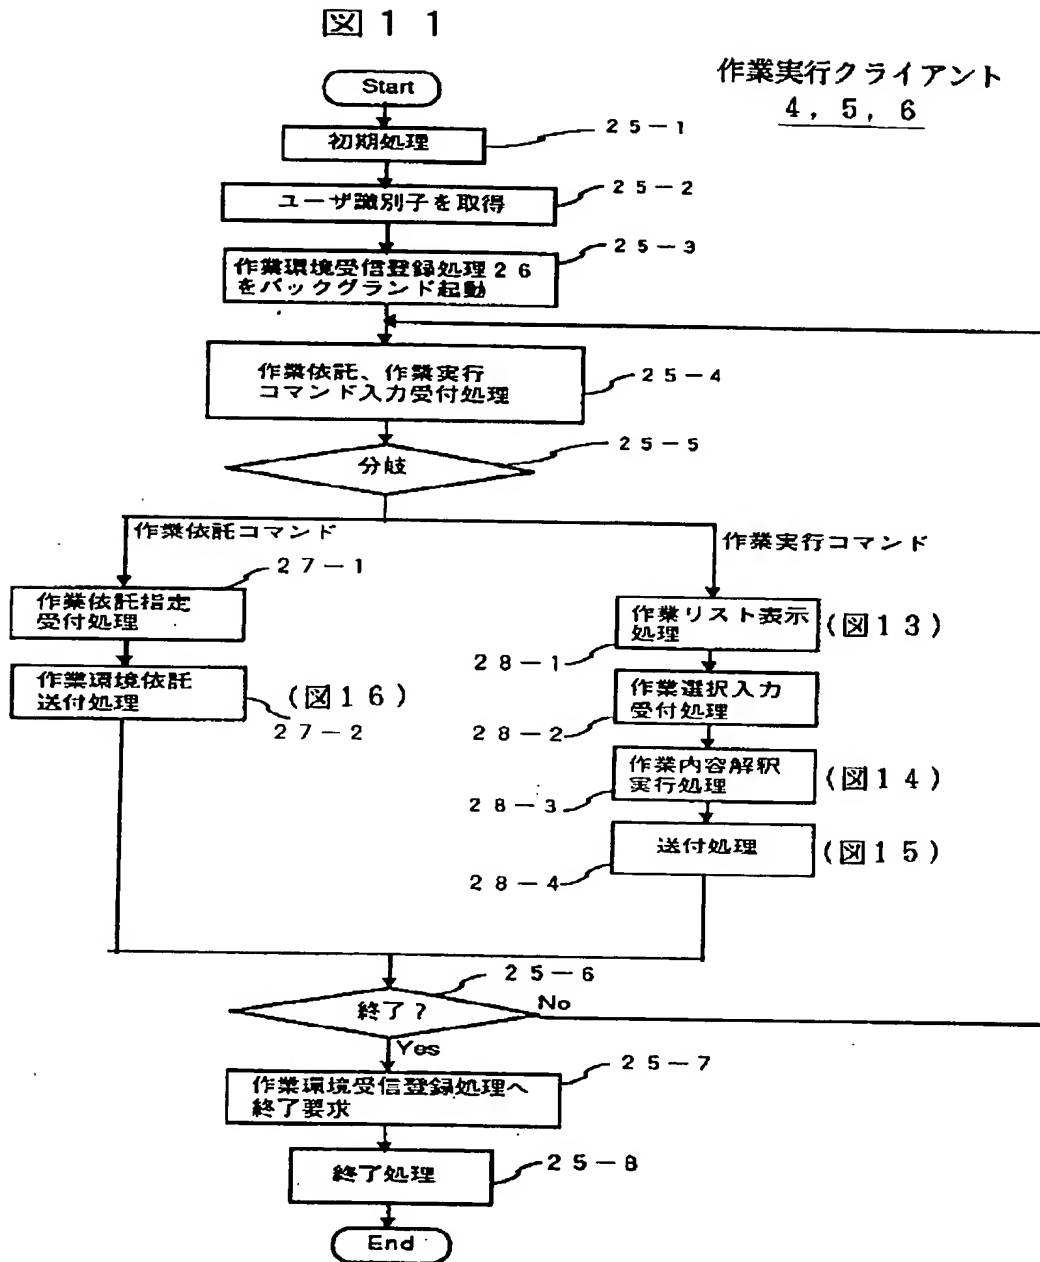 図11
作業実行クライアント
4,5,6
Start
初期処理
25-1
ユーザ識別子を取得
25-2
作業環境受信登録処理26
をバックグランド起動
25-3
作業依託、作業実行
コマンド入力受付処理
25-4
分岐
25-5
作業依託コマンド
作業実行コマンド
27-1
作業依託指定
受付処理
作業環境依託
送付処理
(図16)
27-2
作業リスト表示
処理
(図13)
28-1
作業選択入力
受付処理
28-2
作業内容解釈
実行処理
(図14)
28-3
送付処理
(図15)
28-4
終了?
25-6
No
Yes
作業環境受信登録処理へ
終了要求
25-7
終了処理
25-8
End